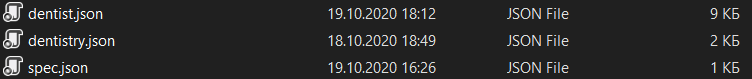 dentist.json 19.10.2020 18:12 JSON File 9 КБ
dentistry.json 18.10.2020 18:49 JSON File 2 КБ
spec.json 19.10.2020 16:26 JSON File 1 КБ